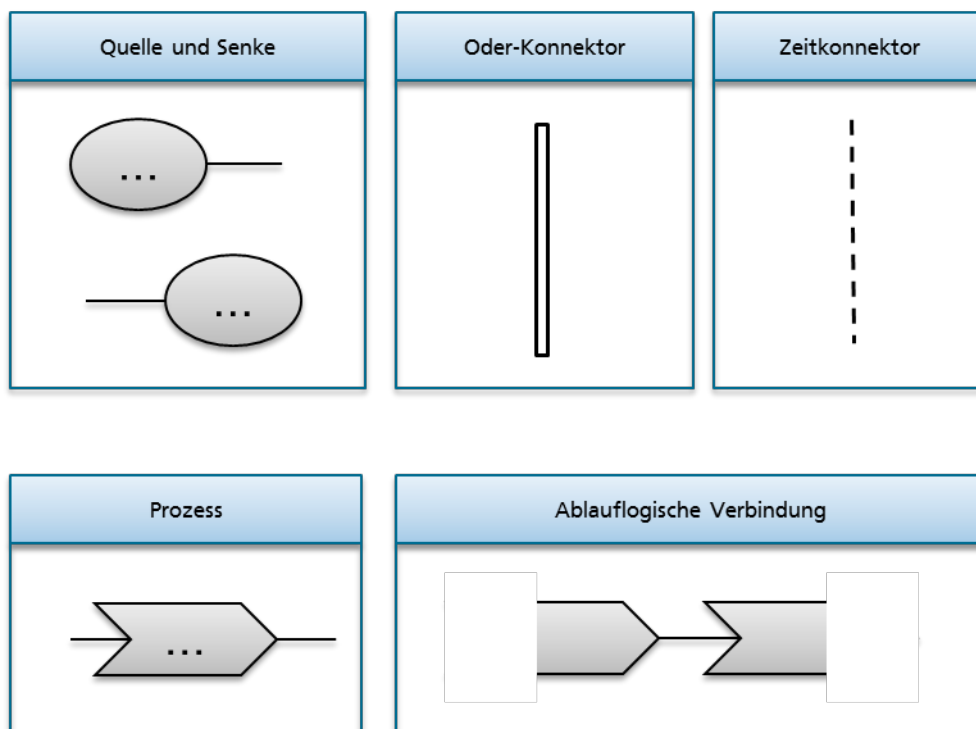 Quelle und Senke
Oder-Konnektor
Zeitkonnektor
...
...
Prozess
Ablauflogische Verbindung
...